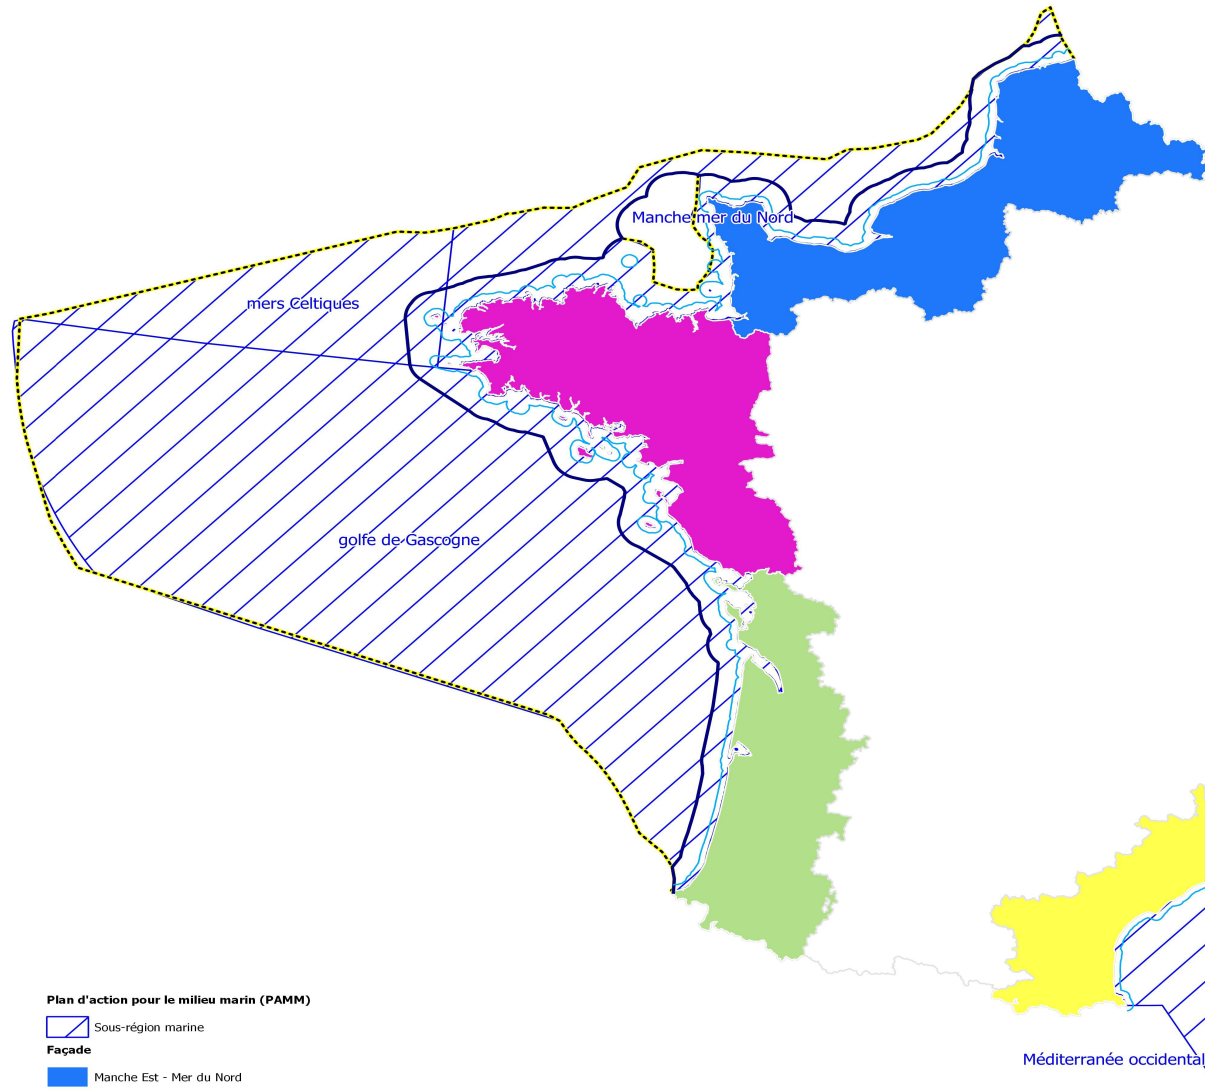 Manche mer du Nord
mers Celtiques
golfe de Gascogne
Plan d'action pour le milieu marin (PAMM)
Sous-région marine
Façade
Méditerranée occidental
Manche Est - Mer du Nord